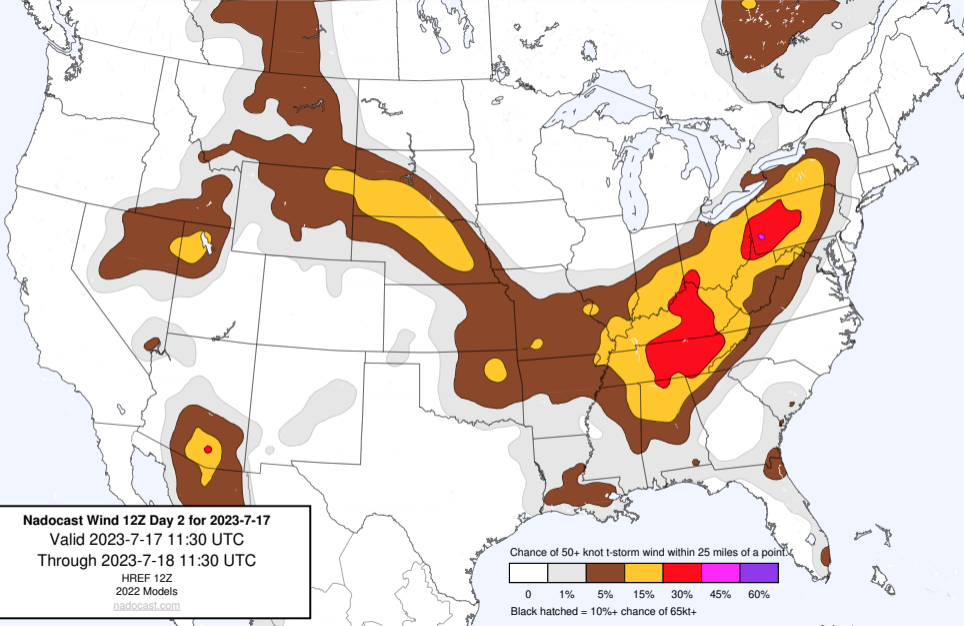 Nadocast Wind 12Z Day 2 for 2023-7-17
Valid 2023-7-17 11:30 UTC
Through 2023-7-18 11:30 UTC
HREF 12Z
2022 Models
nadocast.com
Chance of 50+ knot t-storm wind within 25 miles of a point.
0 1% 5% 15% 30% 45% 60%
Black hatched = 10%+ chance of 65kt+